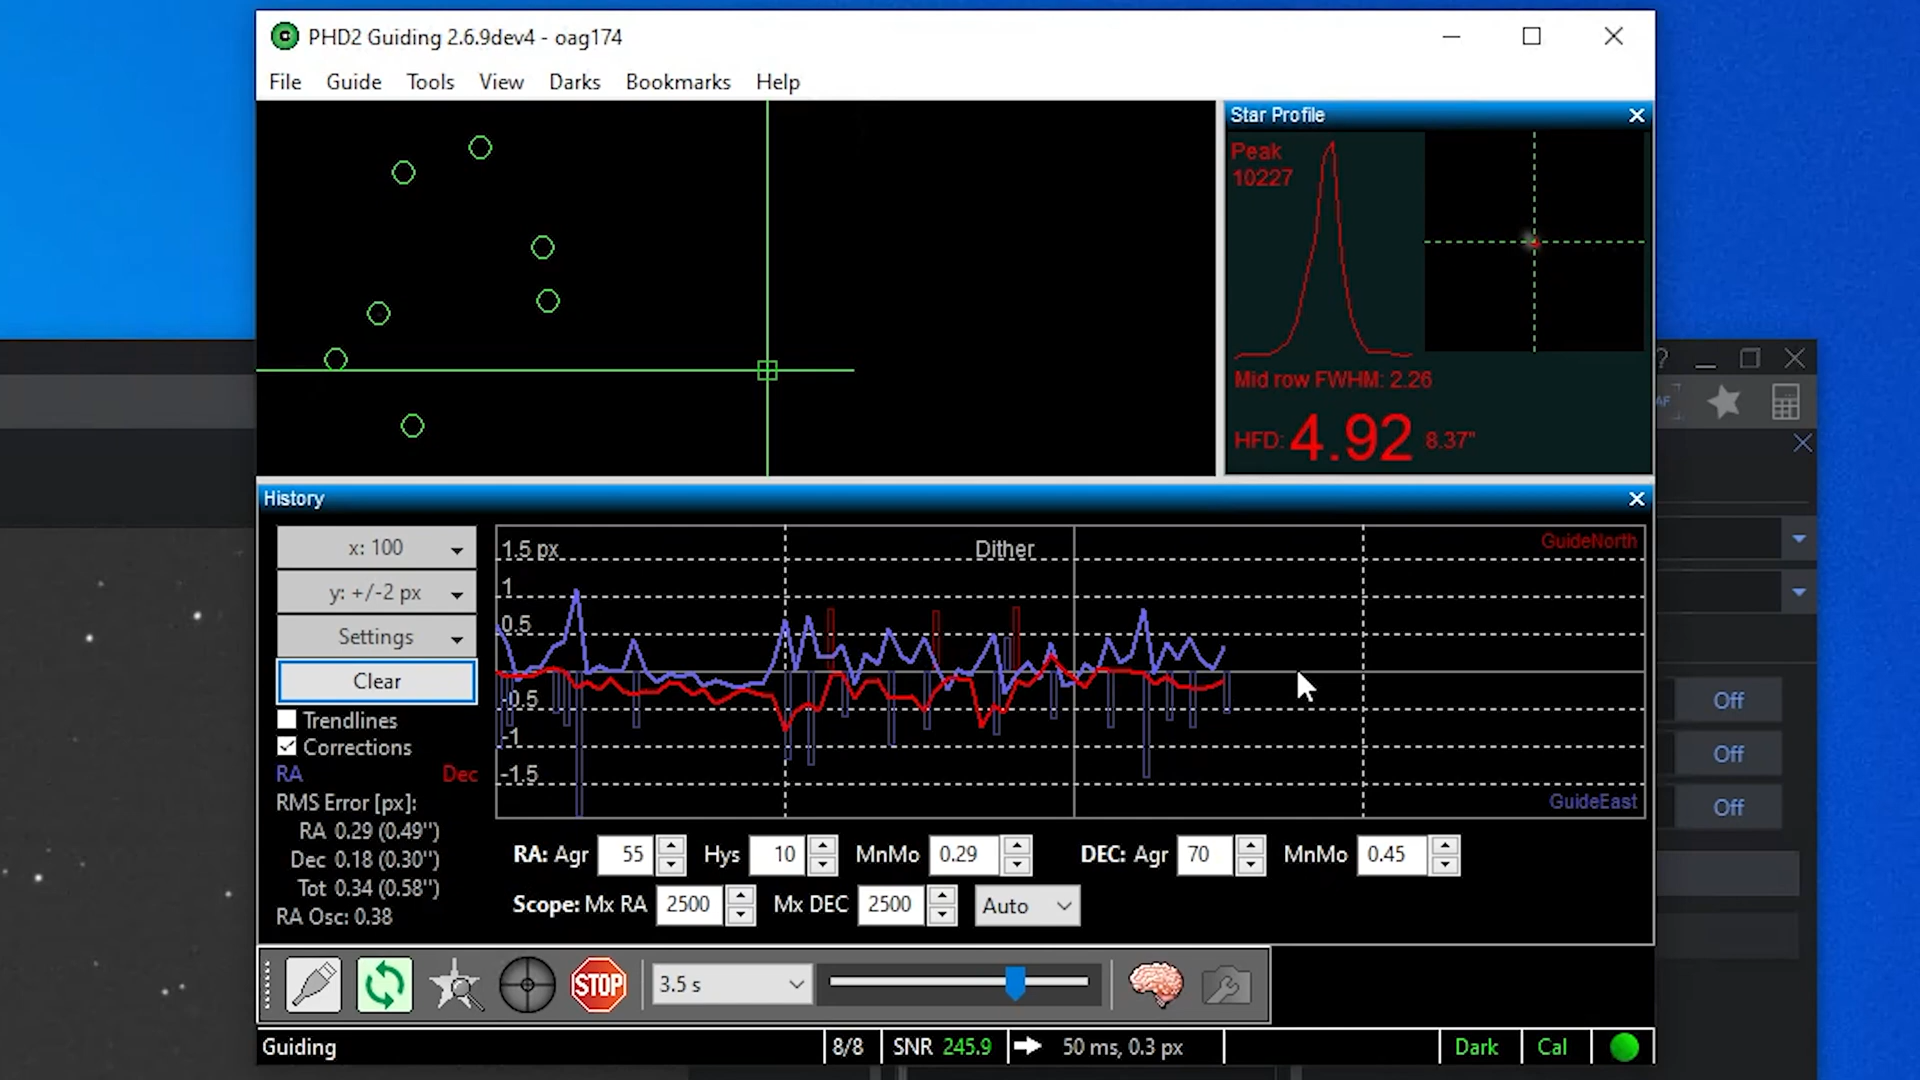 PHD2 Guiding 2.6.9dev4 - oag174
File Guide Tools View Darks Bookmarks Help
Star Profile
Peak
10227
Mid row FWHM: 2.26
HFD: 4.92 8.37"
?
AF
History
x: 100
y: +/-2 px
Settings
Clear
Trendlines
Corrections
RA Dec
RMS Error [px]:
RA 0.29 (0.49")
Dec 0.18 (0.30")
Tot 0.34 (0.58")
RA Osc: 0.38
1.5 px
1
0.5
-0.5
-1
-1.5
Dither
GuideNorth
GuideEast
Off
Off
Off
RA: Agr 55 Hys 10 MnMo 0.29 DEC: Agr 70 MnMo 0.45
Scope: Mx RA 2500 Mx DEC 2500 Auto
STOP
3.5 s
Guiding 8/8 SNR 245.9 50 ms, 0.3 px Dark Cal